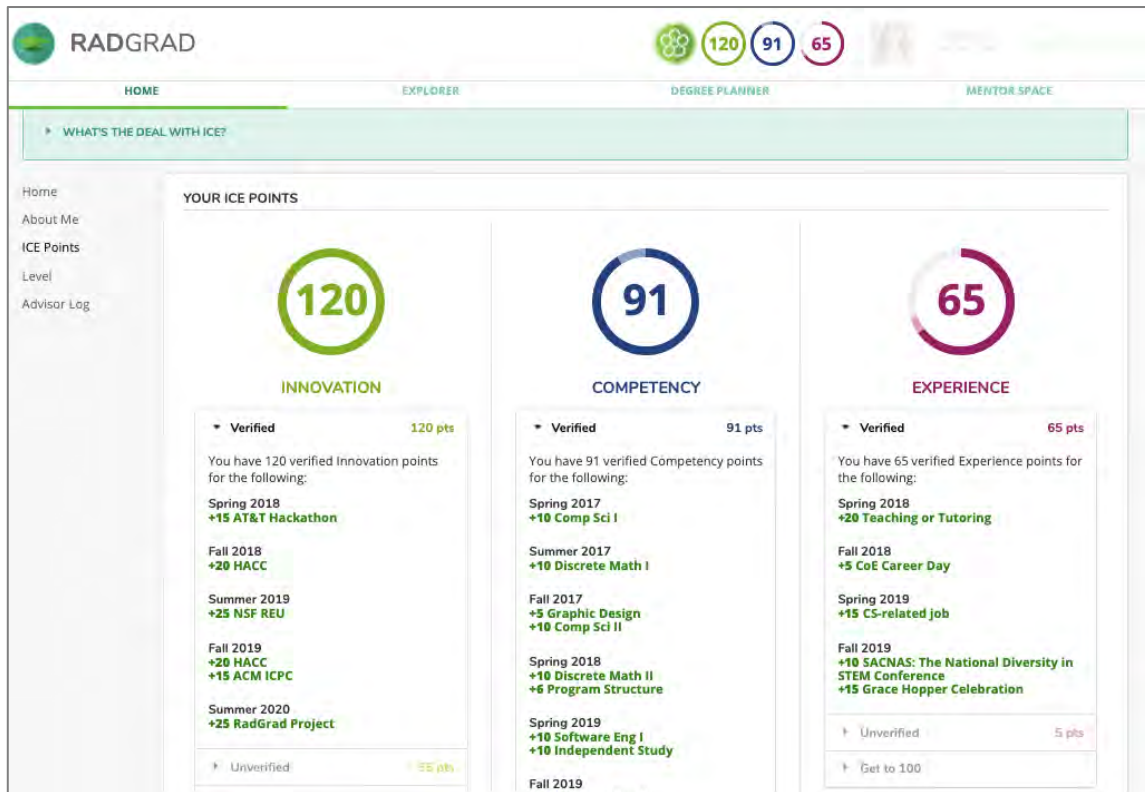 RADGRAD
120 91 65
HOME EXPLORER DEGREE PLANNER MENTOR SPACE
WHAT'S THE DEAL WITH ICE?
Home
About Me
ICE Points
Level
Advisor Log
YOUR ICE POINTS
120
INNOVATION
Verified 120 pts
You have 120 verified Innovation points
for the following:
Spring 2018
+15 AT&T Hackathon
Fall 2018
+20 HACC
Summer 2019
+25 NSF REU
Fall 2019
+20 HACC
+15 ACM ICPC
Summer 2020
+25 RadGrad Project
Unverified pts
91
COMPETENCY
Verified 91 pts
You have 91 verified Competency points
for the following:
Spring 2017
+10 Comp Sci I
Summer 2017
+10 Discrete Math I
Fall 2017
+5 Graphic Design
+10 Comp Sci II
Spring 2018
+10 Discrete Math II
+6 Program Structure
Spring 2019
+10 Software Eng I
+10 Independent Study
Fall 2019
65
EXPERIENCE
Verified 65 pts
You have 65 verified Experience points for
the following:
Spring 2018
+20 Teaching or Tutoring
Fall 2018
+5 CoE Career Day
Spring 2019
+15 CS-related job
Fall 2019
+10 SACNAS: The National Diversity in
STEM Conference
+15 Grace Hopper Celebration
Unverified 5 pts
Get to 100